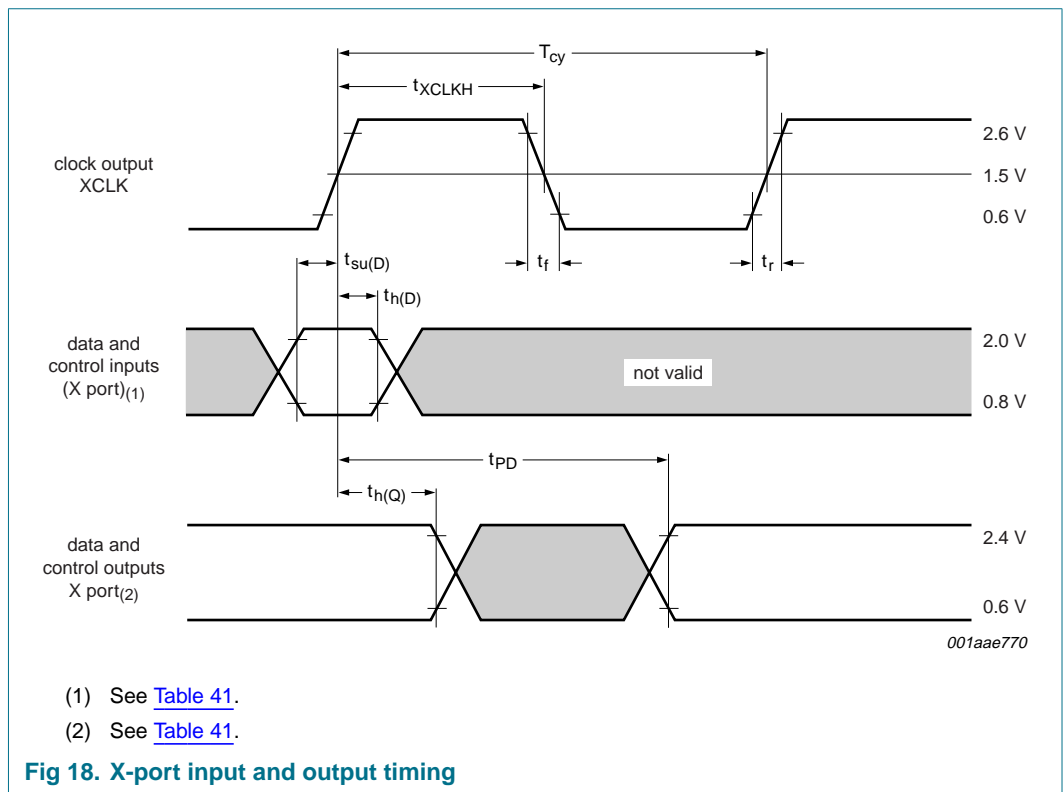 Tcy
tXCLKH
clock output
XCLK
2.6 V
1.5 V
0.6 V
tsu(D)
tf
tr
th(D)
data and
control inputs
(X port)(1)
not valid
2.0 V
0.8 V
tPD
th(Q)
data and
control outputs
X port(2)
2.4 V
0.6 V
001aae770
(1) See Table 41.
(2) See Table 41.
Fig 18. X-port input and output timing